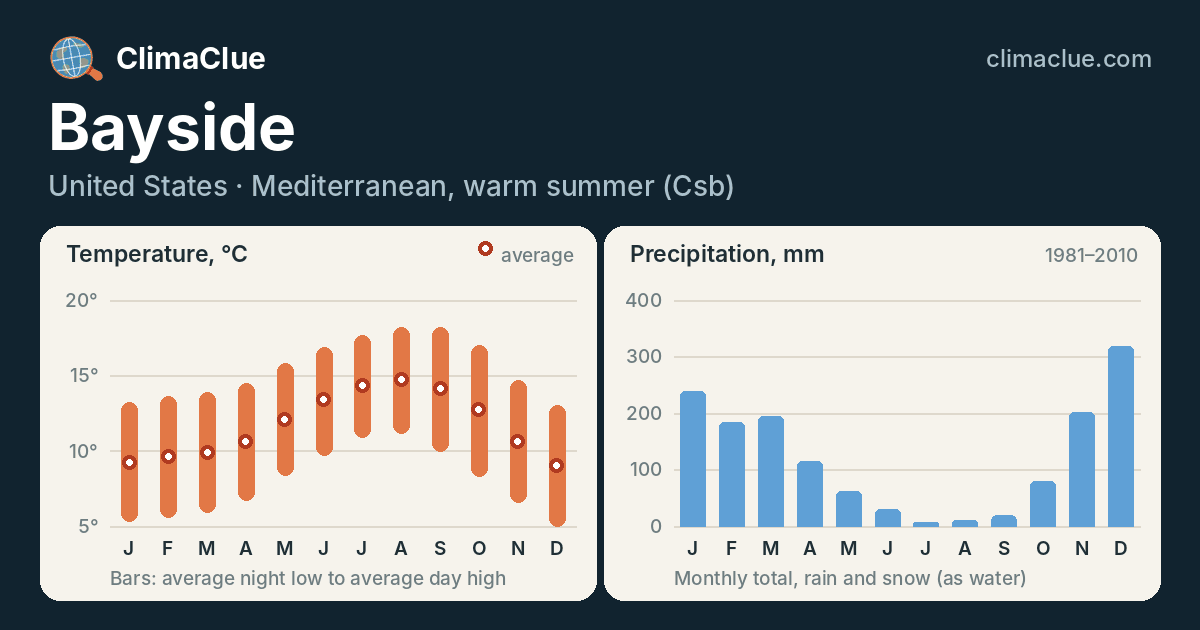 ClimaClue
climaclue.com
Bayside
United States · Mediterranean, warm summer (Csb)
Temperature, °C
average
20°
15°
10°
5°
J F M A M J J A S O N D
Bars: average night low to average day high
Precipitation, mm
1981–2010
400
300
200
100
0
J F M A M J J A S O N D
Monthly total, rain and snow (as water)